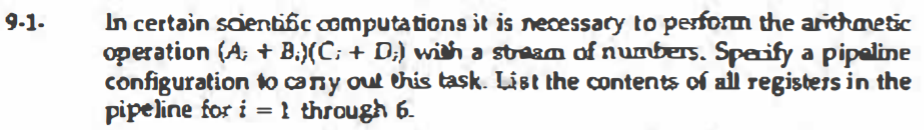 9-1. In certain scientific computations it is necessary to perform the arithmetic
operation (Aᵢ + Bᵢ)(Cᵢ + Dᵢ) with a stream of numbers. Specify a pipeline
configuration to carry out this task. List the contents of all registers in the
pipeline for i = 1 through 6.